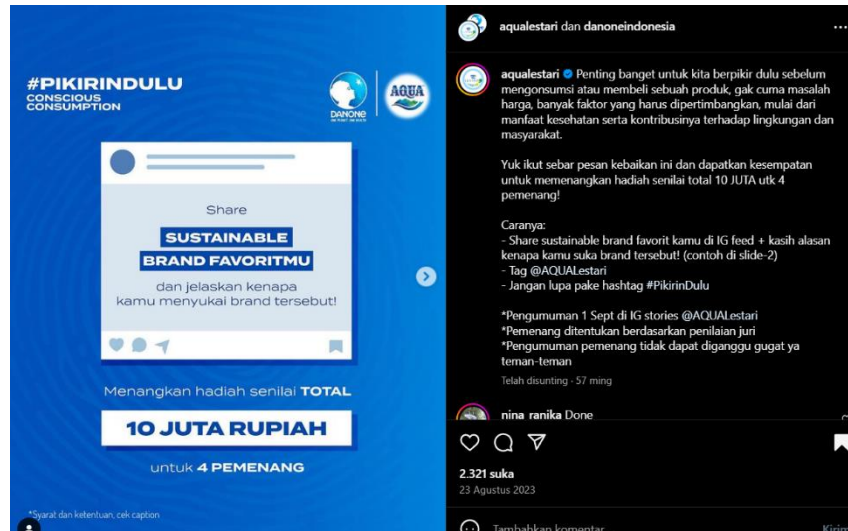 #PIKIRINDULU
CONSCIOUS
CONSUMPTION
DANONE
AQUA
Share
SUSTAINABLE
BRAND FAVORITMU
dan jelaskan kenapa
kamu menyukai brand tersebut!
Menangkan hadiah senilai TOTAL
10 JUTA RUPIAH
untuk 4 PEMENANG
*Syarat dan ketentuan, cek caption
aqualestari dan danoneindonesia
aqualestari Penting banget untuk kita berpikir dulu sebelum
mengonsumsi atau membeli sebuah produk, gak cuma masalah
harga, banyak faktor yang harus dipertimbangkan, mulai dari
manfaat kesehatan serta kontribusinya terhadap lingkungan dan
masyarakat.
Yuk ikut sebar pesan kebaikan ini dan dapatkan kesempatan
untuk memenangkan hadiah senilai total 10 JUTA utk 4
pemenang!
Caranya:
- Share sustainable brand favorit kamu di IG feed + kasih alasan
kenapa kamu suka brand tersebut! (contoh di slide-2)
- Tag @AQUALestari
- Jangan lupa pake hashtag #PikirinDulu
*Pengumuman 1 Sept di IG stories @AQUALestari
*Pemenang ditentukan berdasarkan penilaian juri
*Pengumuman pemenang tidak dapat diganggu gugat ya
teman-teman
Telah disunting · 57 ming
nina_ranika Done
2.321 suka
23 Agustus 2023
Tambahkan komentar
Kirim